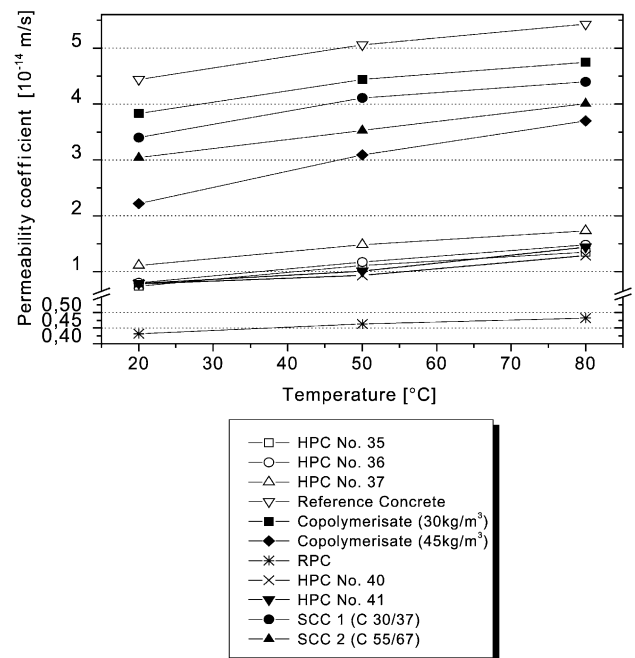 Permeability coefficient [10⁻¹⁴ m/s]
5
4
3
2
1
0,50
0,45
0,40
20 30 40 50 60 70 80
Temperature [°C]
HPC No. 35
HPC No. 36
HPC No. 37
Reference Concrete
Copolymerisate (30kg/m³)
Copolymerisate (45kg/m³)
RPC
HPC No. 40
HPC No. 41
SCC 1 (C 30/37)
SCC 2 (C 55/67)